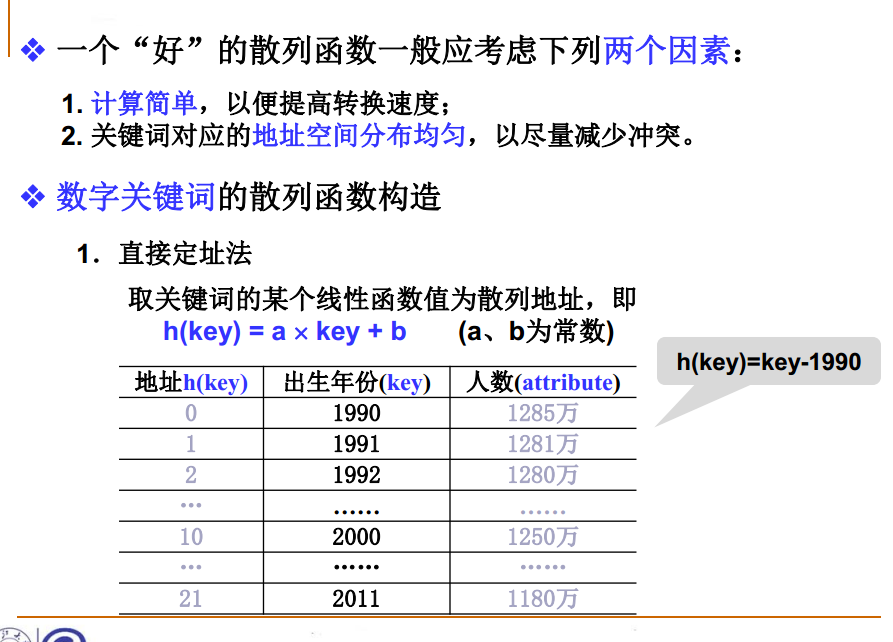 ❖ 一个“好”的散列函数一般应考虑下列两个因素：
1. 计算简单，以便提高转换速度；
2. 关键词对应的地址空间分布均匀，以尽量减少冲突。
❖ 数字关键词的散列函数构造
1. 直接定址法
取关键词的某个线性函数值为散列地址，即
h(key) = a × key + b (a、b为常数)
h(key)=key-1990
地址h(key) 出生年份(key) 人数(attribute)
0 1990 1285万
1 1991 1281万
2 1992 1280万
… …… ……
10 2000 1250万
… …… ……
21 2011 1180万